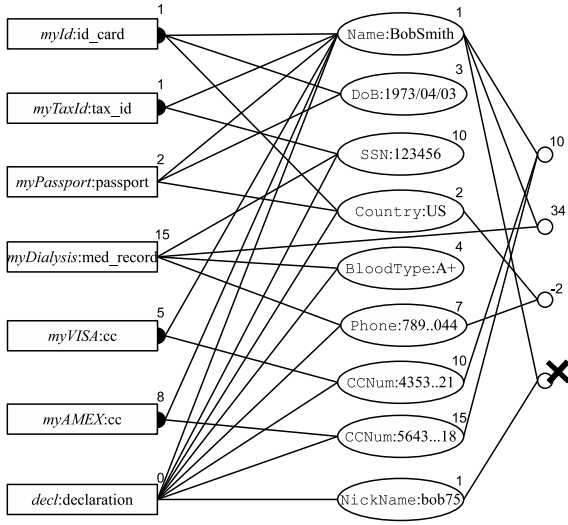 1
myId:id_card
1
myTaxId:tax_id
2
myPassport:passport
15
myDialysis:med_record
5
myVISA:cc
8
myAMEX:cc
0
decl:declaration
1
Name:BobSmith
3
DoB:1973/04/03
10
SSN:123456
2
Country:US
4
BloodType:A+
7
Phone:789..044
10
CCNum:4353..21
15
CCNum:5643...18
1
NickName:bob75
10
34
-2